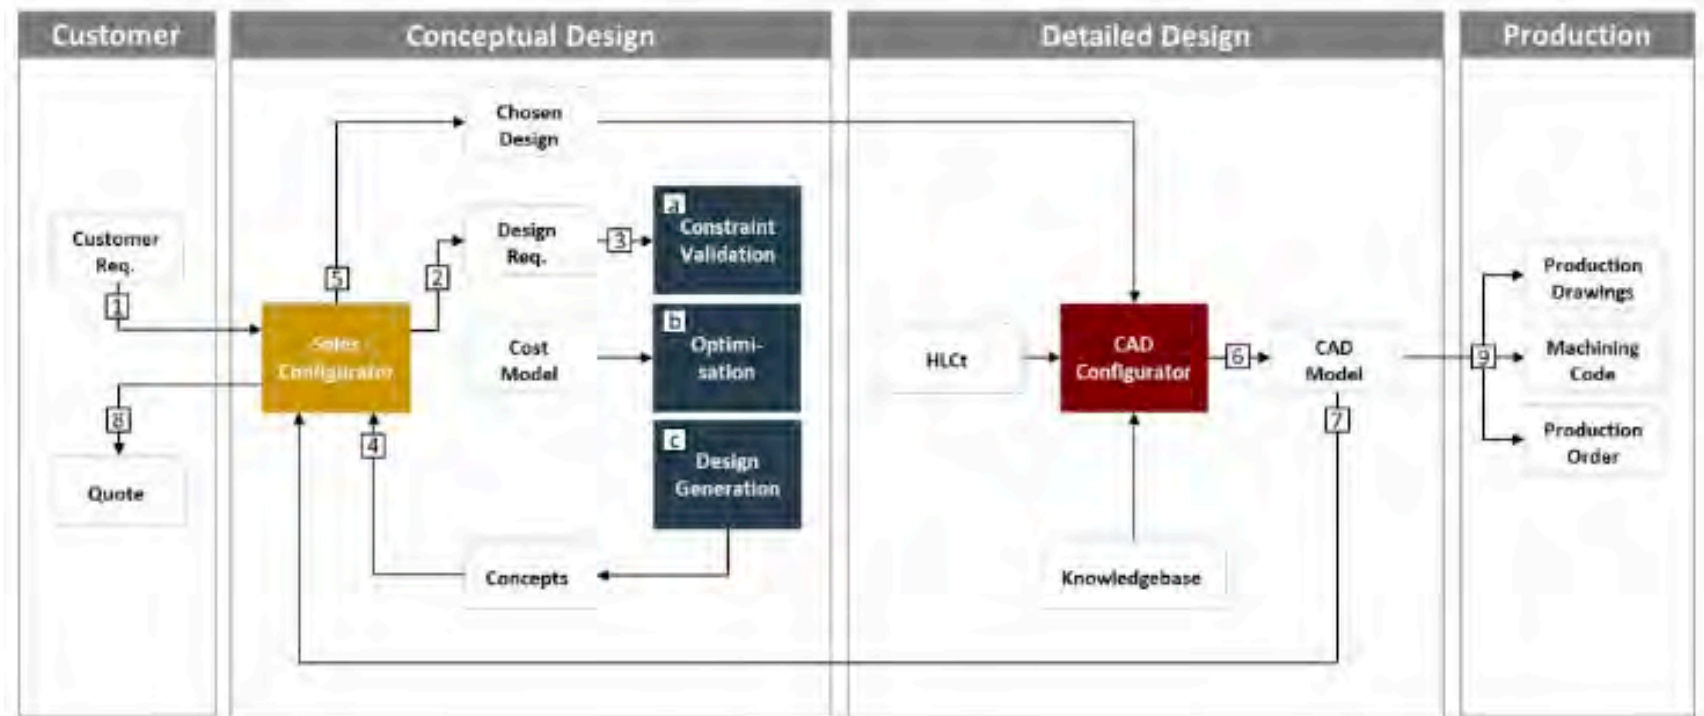 Customer
Conceptual Design
Detailed Design
Production
Chosen
Design
Customer
Req.
1
5
2
Design
Req.
3
a
Constraint
Validation
Sales
Configurator
Cost
Model
b
Optimi-
sation
8
Quote
4
c
Design
Generation
Concepts
HLCt
CAD
Configurator
6
CAD
Model
7
Knowledgebase
9
Production
Drawings
Machining
Code
Production
Order